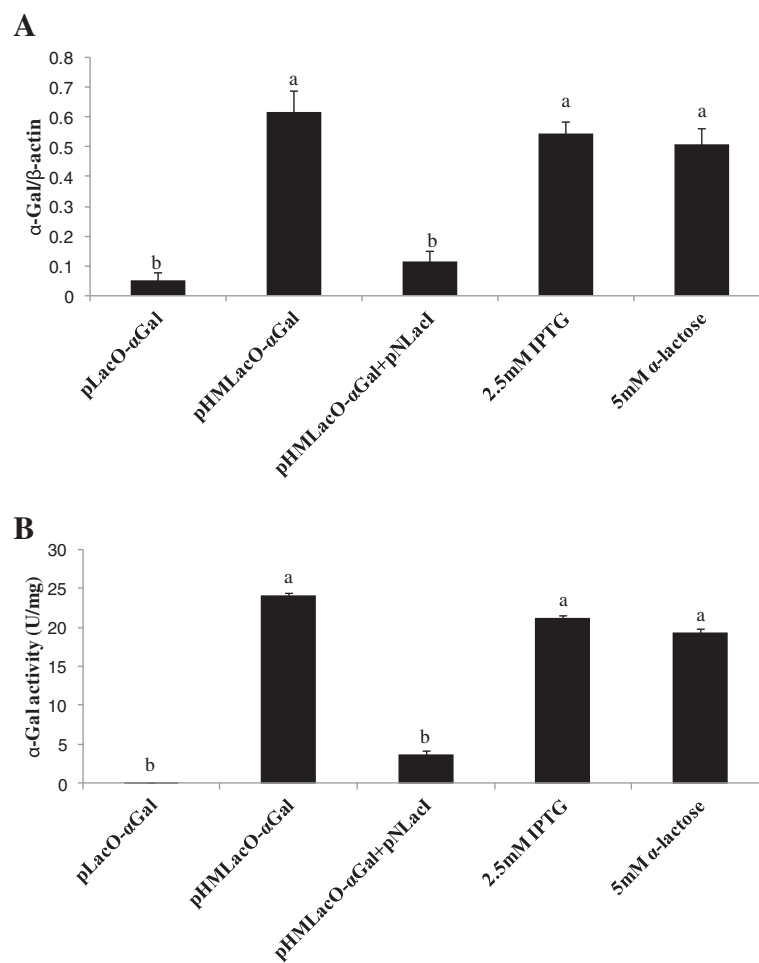 A
α-Gal/β-actin
0.8
0.7
0.6
0.5
0.4
0.3
0.2
0.1
0
b
a
b
a
a
pLacO-αGal
pHMLacO-αGal
pHMLacO-αGal+pNLacI
2.5mM IPTG
5mM α-lactose
B
α-Gal activity (U/mg)
30
25
20
15
10
5
0
b
a
b
a
a
pLacO-αGal
pHMLacO-αGal
pHMLacO-αGal+pNLacI
2.5mM IPTG
5mM α-lactose